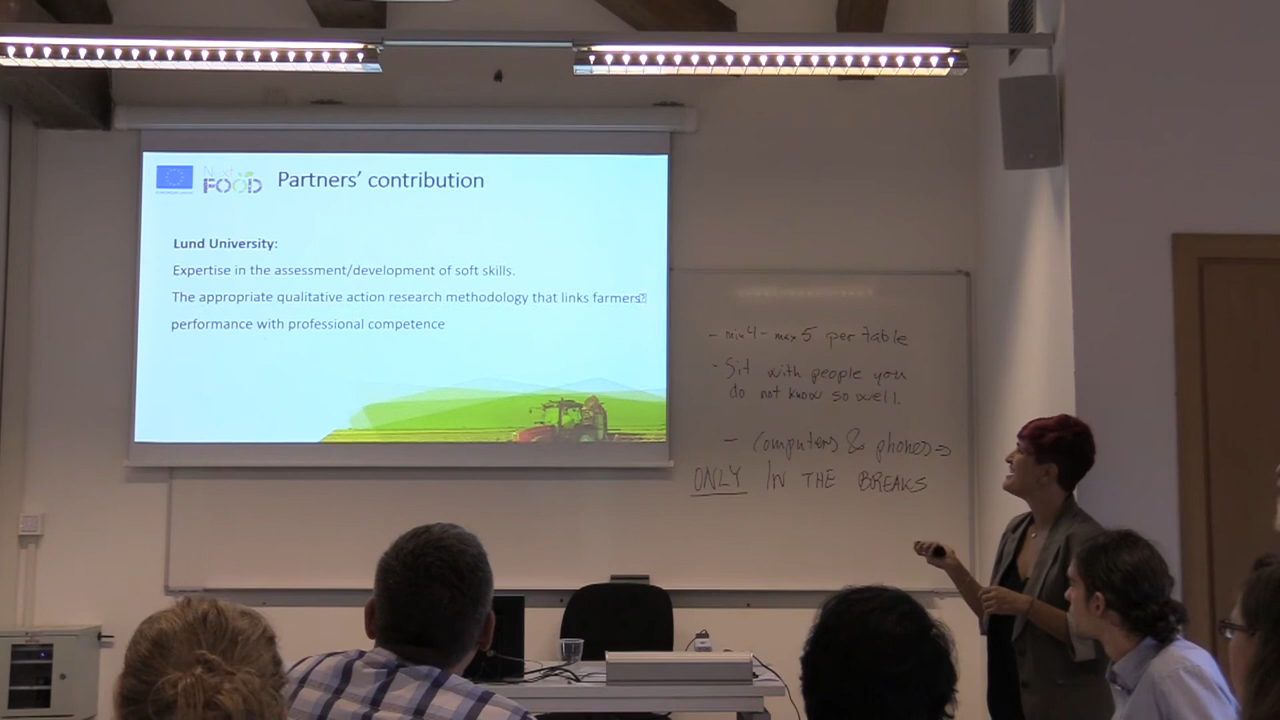 Next
FOOD
Partners' contribution
Lund University:
Expertise in the assessment/development of soft skills.
The appropriate qualitative action research methodology that links farmers
performance with professional competence
- min 4 - max 5 per table
- Sit with people you
do not know so well.
- Computers & phones ⇒
ONLY IN THE BREAKS